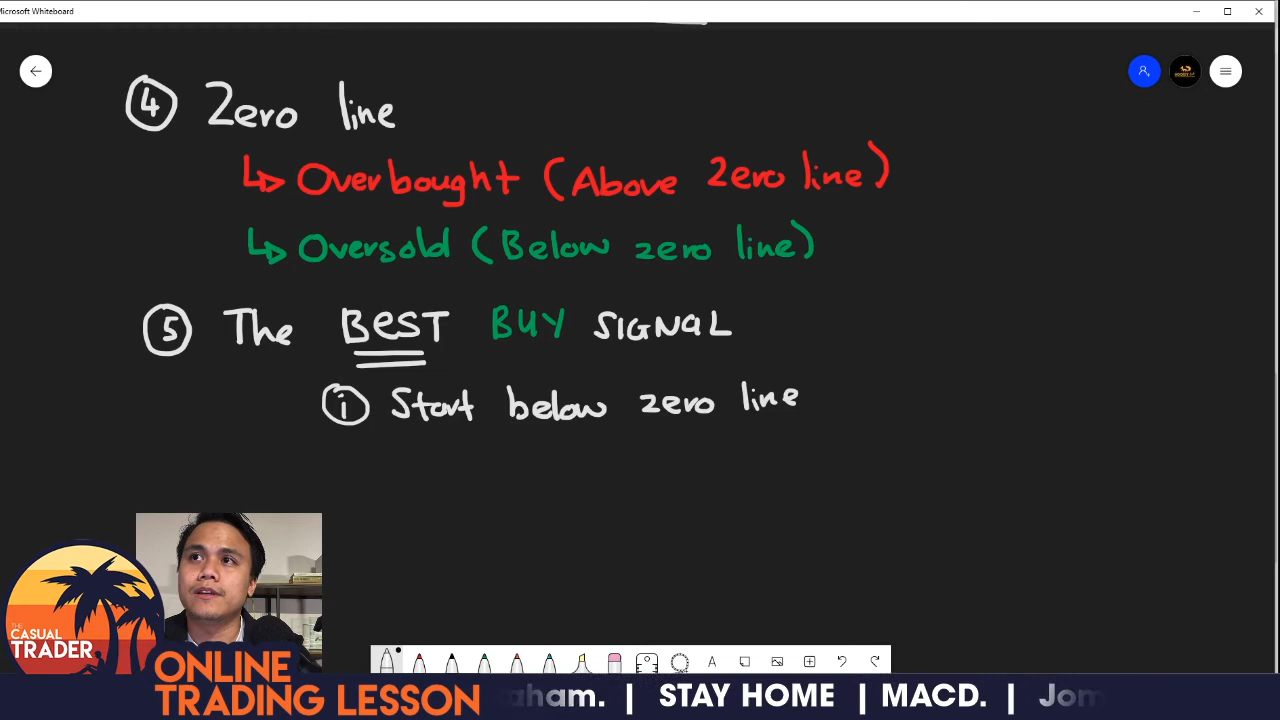 Microsoft Whiteboard
④ Zero line
↳ Overbought (Above Zero line)
↳ Oversold (Below zero line)
⑤ The BEST BUY SIGNAL
ⓘ Start below zero line
THE
CASUAL
TRADER
ONLINE
TRADING LESSON
aham. | STAY HOME | MACD. | Jom